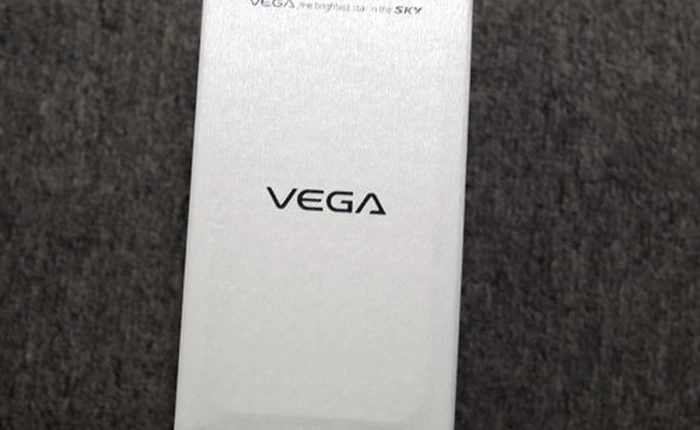 VEGA, the brightest star in the SKY
VEGA